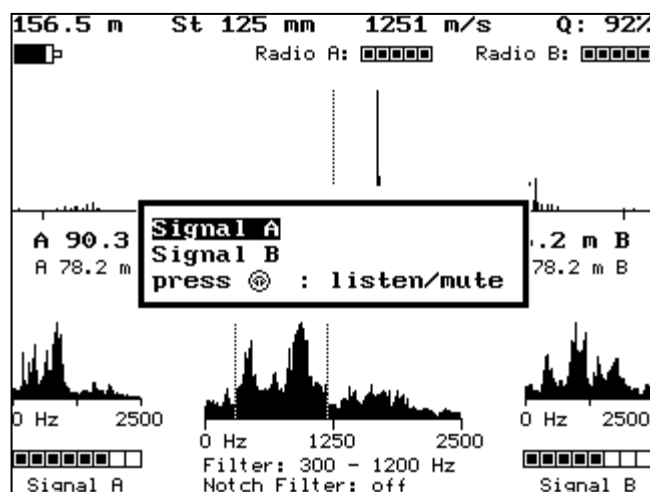 156.5 m St 125 mm 1251 m/s Q: 92%
Radio A: Radio B:
Signal A
Signal B
press : listen/mute
A 90.3 .2 m B
A 78.2 m 78.2 m B
0 Hz 2500 0 Hz 1250 2500 0 Hz 2500
Filter: 300 - 1200 Hz
Notch Filter: off
Signal A Signal B